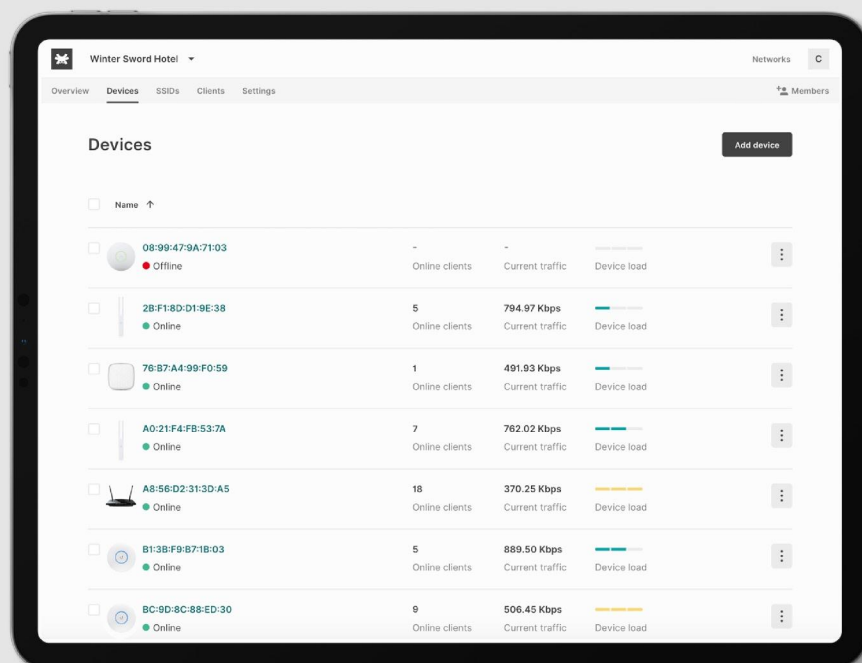 Winter Sword Hotel
Networks
C
Overview Devices SSIDs Clients Settings
Members
Devices
Add device
Name
08:99:47:9A:71:03 - -
Offline Online clients Current traffic Device load
2B:F1:8D:D1:9E:38 5 794.97 Kbps
Online Online clients Current traffic Device load
76:B7:A4:99:F0:59 1 491.93 Kbps
Online Online clients Current traffic Device load
A0:21:F4:FB:53:7A 7 762.02 Kbps
Online Online clients Current traffic Device load
A8:56:D2:31:3D:A5 18 370.25 Kbps
Online Online clients Current traffic Device load
B1:3B:F9:B7:1B:03 5 889.50 Kbps
Online Online clients Current traffic Device load
BC:9D:8C:88:ED:30 9 506.45 Kbps
Online Online clients Current traffic Device load